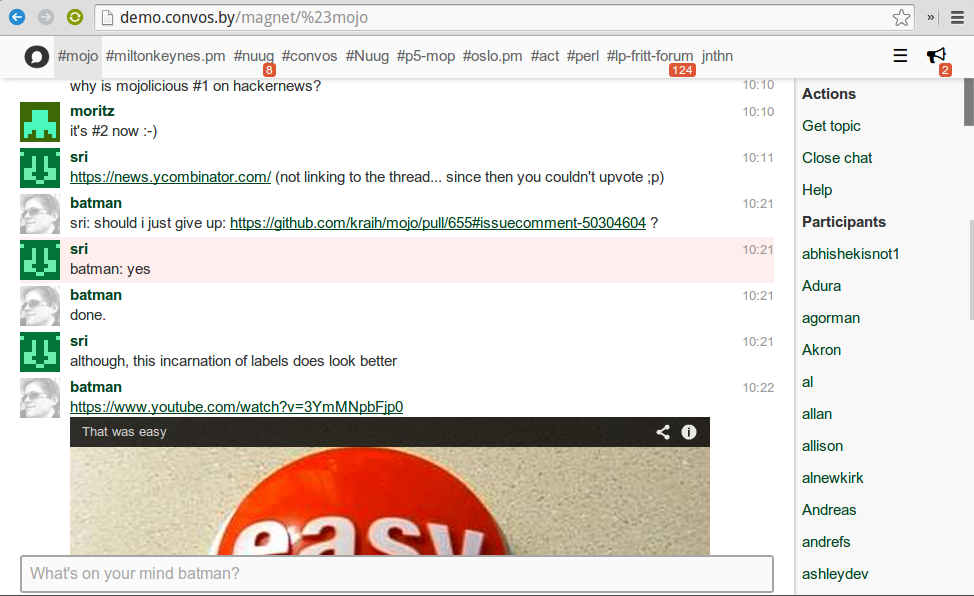 demo.convos.by/magnet/%23mojo
»
#mojo #miltonkeynes.pm #nuug #convos #Nuug #p5-mop #oslo.pm #act #perl #lp-fritt-forum jnthn
8 124 2
why is mojolicious #1 on hackernews? 10:10
moritz 10:10
it's #2 now :-)
sri 10:11
https://news.ycombinator.com/ (not linking to the thread... since then you couldn't upvote ;p)
batman 10:21
sri: should i just give up: https://github.com/kraih/mojo/pull/655#issuecomment-50304604 ?
sri 10:21
batman: yes
batman 10:21
done.
sri 10:21
although, this incarnation of labels does look better
batman 10:22
https://www.youtube.com/watch?v=3YmMNpbFjp0
That was easy
easy
What's on your mind batman?
Actions
Get topic
Close chat
Help
Participants
abhishekisnot1
Adura
agorman
Akron
al
allan
allison
alnewkirk
Andreas
andrefs
ashleydev